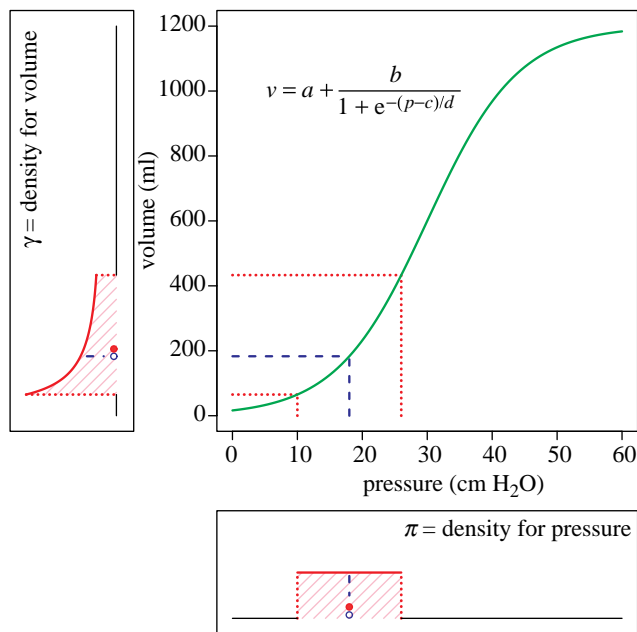 γ = density for volume
volume (ml)
1200
1000
800
600
400
200
0
v = a + b / (1 + e^{-(p-c)/d})
0 10 20 30 40 50 60
pressure (cm H₂O)
π = density for pressure